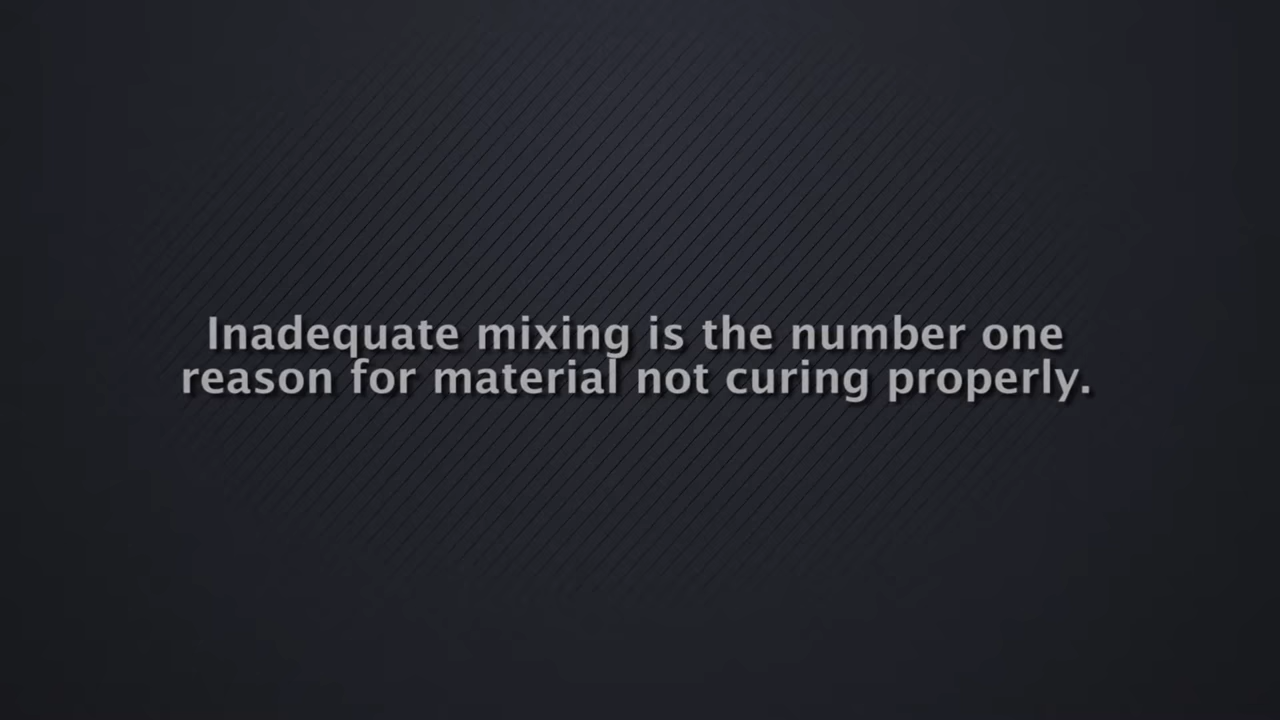 Inadequate mixing is the number one
reason for material not curing properly.